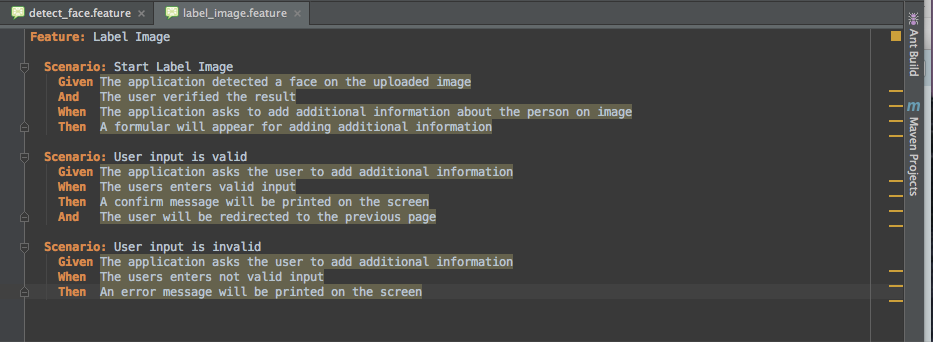 detect_face.feature
label_image.feature
Feature: Label Image
Scenario: Start Label Image
Given The application detected a face on the uploaded image
And The user verified the result
When The application asks to add additional information about the person on image
Then A formular will appear for adding additional information
Scenario: User input is valid
Given The application asks the user to add additional information
When The users enters valid input
Then A confirm message will be printed on the screen
And The user will be redirected to the previous page
Scenario: User input is invalid
Given The application asks the user to add additional information
When The users enters not valid input
Then An error message will be printed on the screen
Ant Build
m
Maven Projects